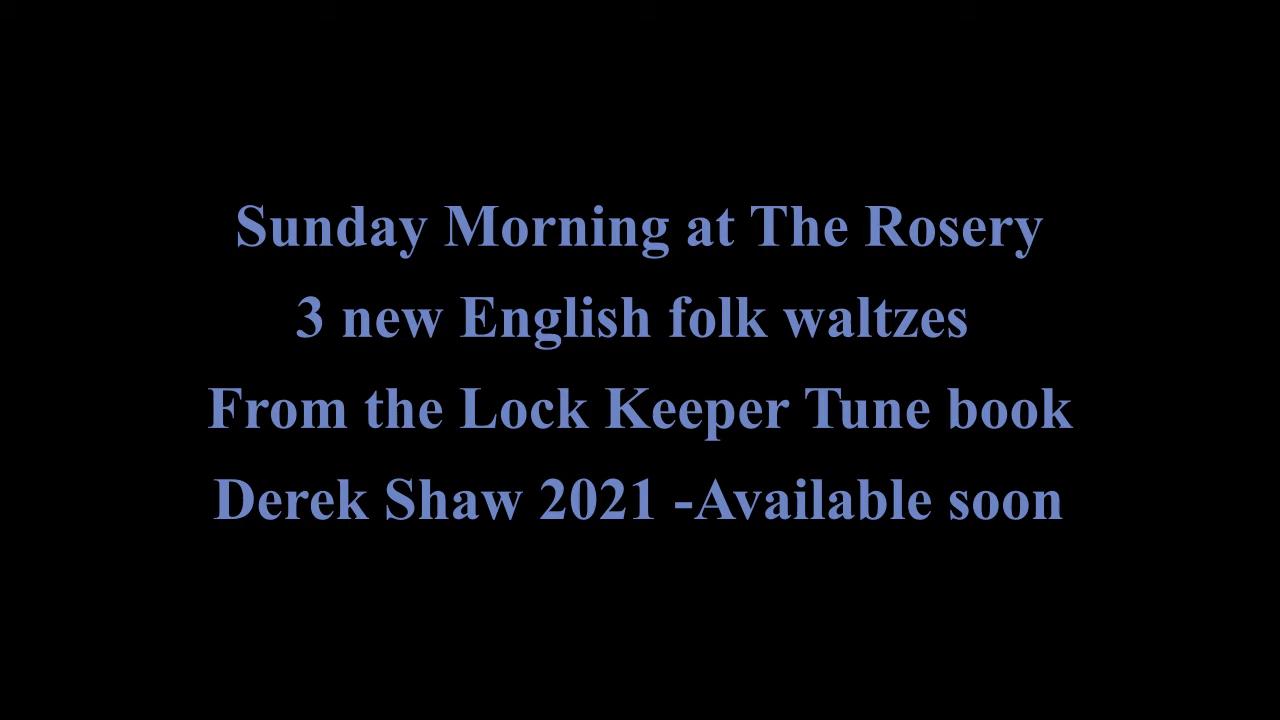 Sunday Morning at The Rosery
3 new English folk waltzes
From the Lock Keeper Tune book
Derek Shaw 2021 -Available soon